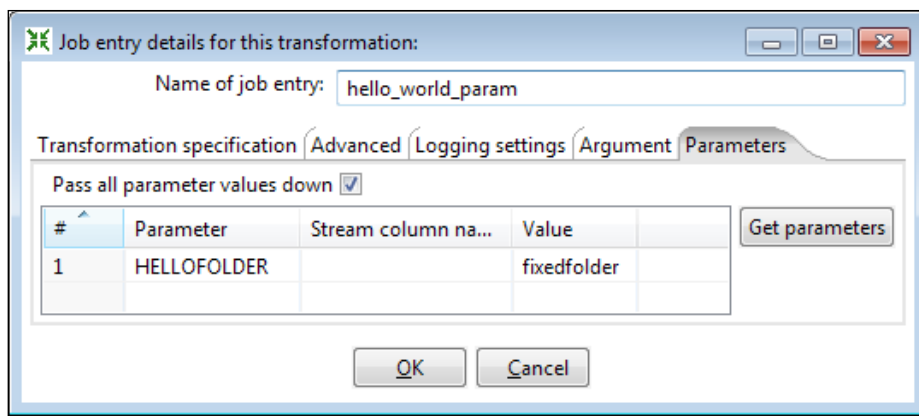 Job entry details for this transformation:
Name of job entry: hello_world_param
Transformation specification Advanced Logging settings Argument Parameters
Pass all parameter values down
# Parameter Stream column na... Value
Get parameters
1 HELLOFOLDER fixedfolder
OK Cancel